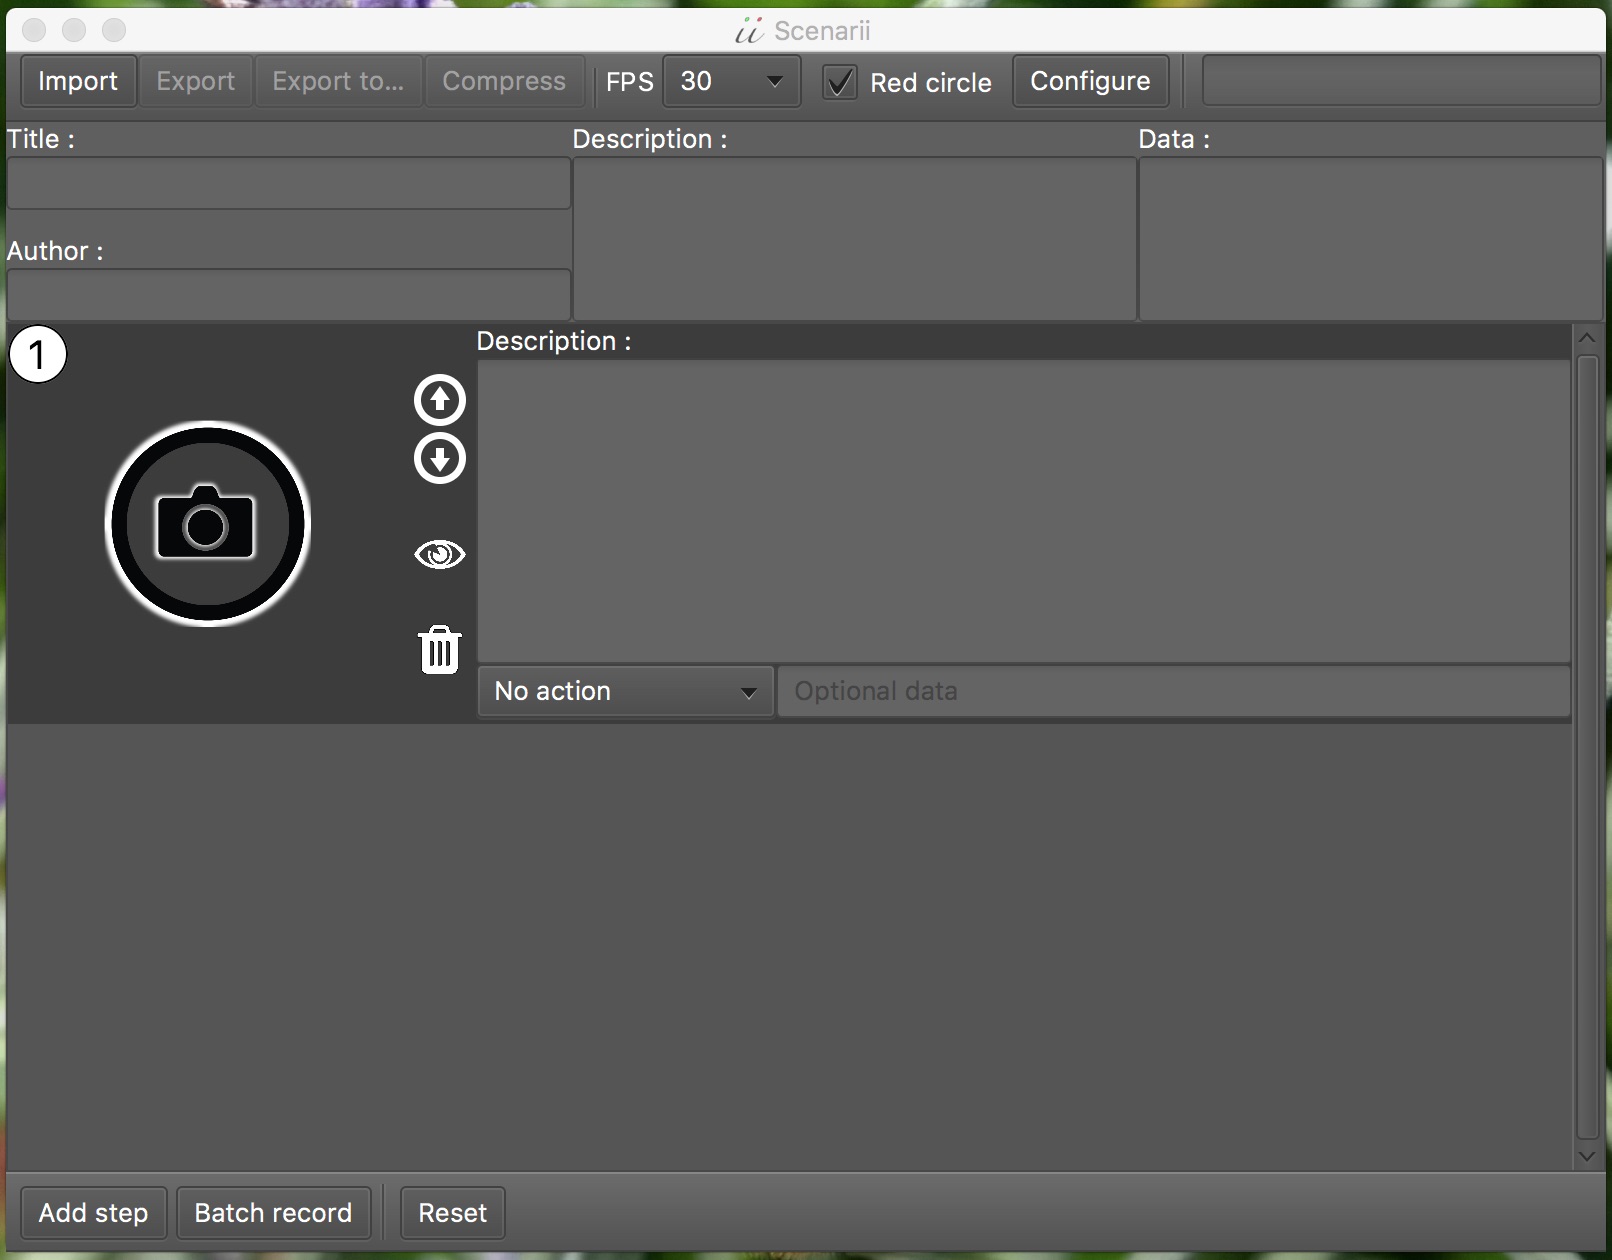 ii Scenarii
Import Export Export to... Compress FPS 30 Red circle Configure
Title :
Description :
Data :
Author :
1
Description :
No action Optional data
Add step Batch record Reset